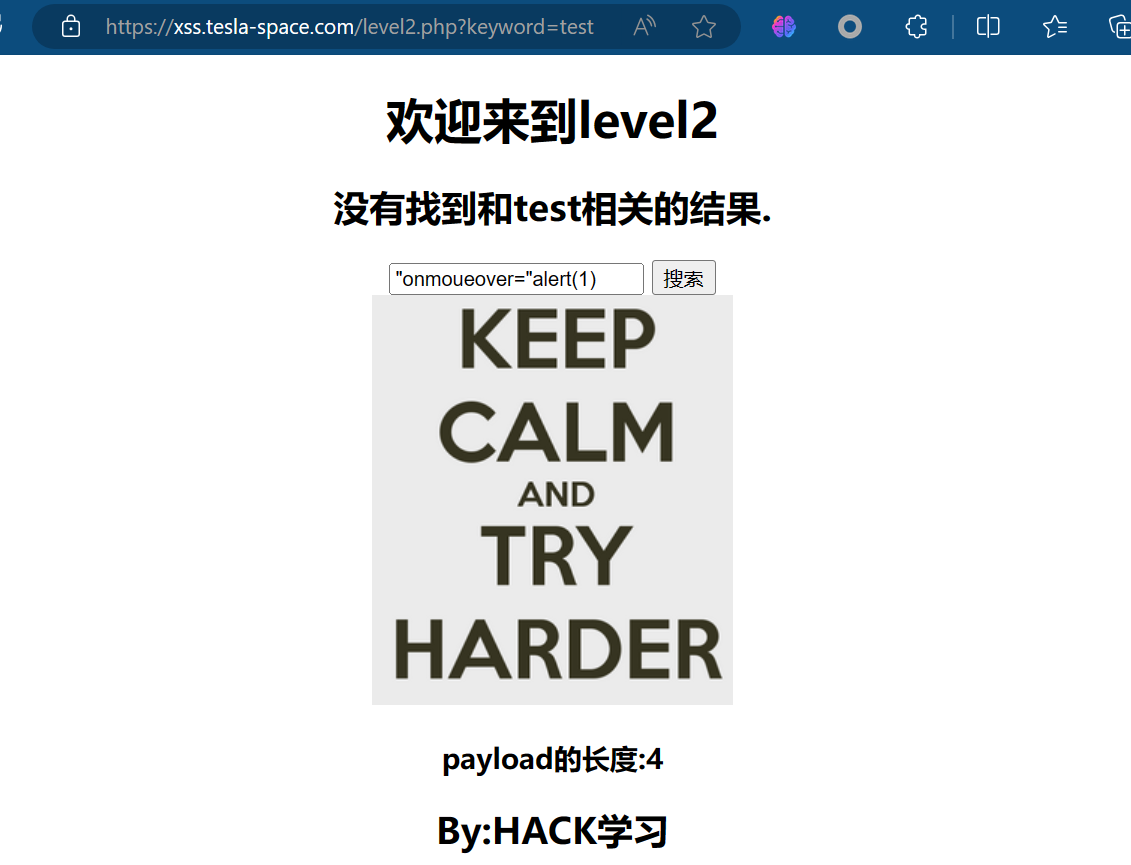 https://xss.tesla-space.com/level2.php?keyword=test
欢迎来到level2
没有找到和test相关的结果.
"onmoueover="alert(1) 搜索
KEEP
CALM
AND
TRY
HARDER
payload的长度:4
By:HACK学习